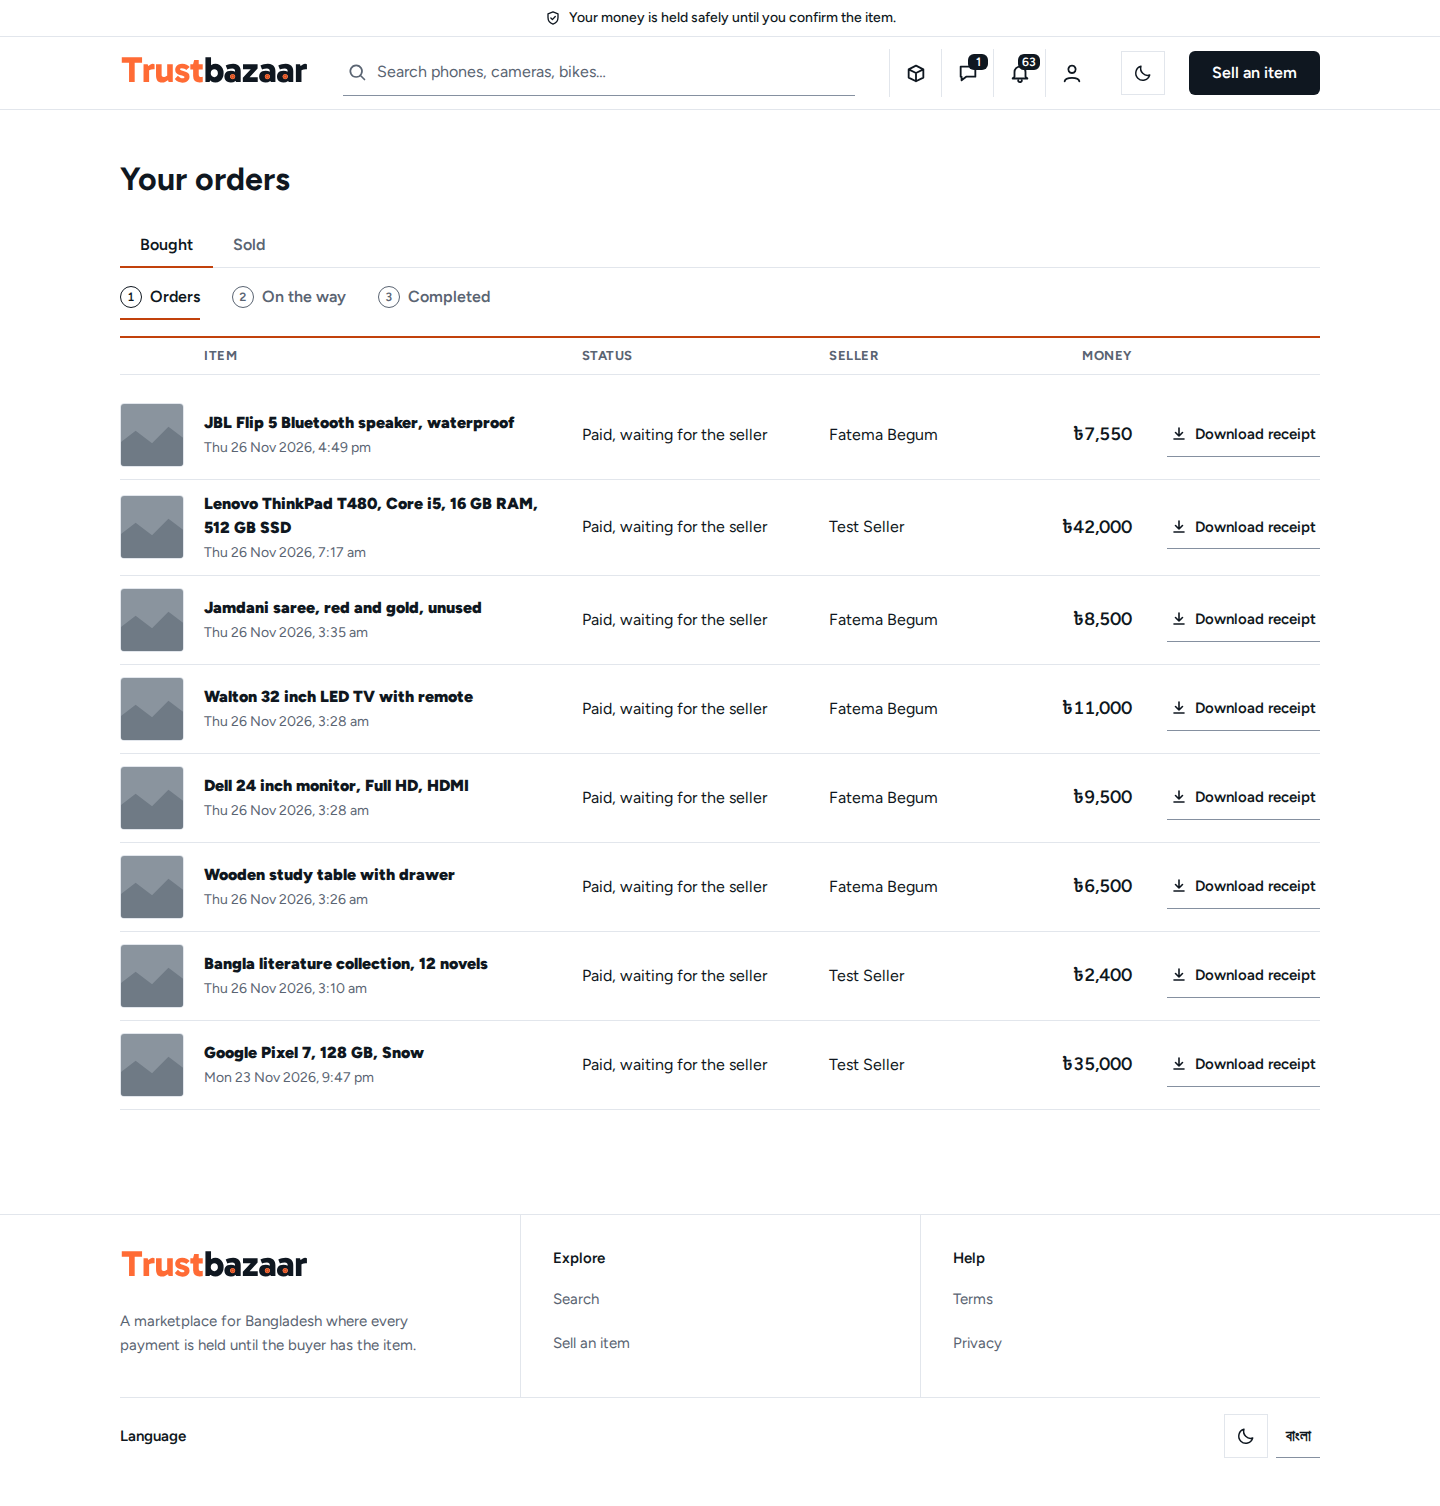 Your money is held safely until you confirm the item.
Trustbazaar
Search phones, cameras, bikes...
1
63
Sell an item
Your orders
Bought
Sold
1 Orders
2 On the way
3 Completed
ITEM STATUS SELLER MONEY
JBL Flip 5 Bluetooth speaker, waterproof
Thu 26 Nov 2026, 4:49 pm
Paid, waiting for the seller
Fatema Begum
৳7,550
Download receipt
Lenovo ThinkPad T480, Core i5, 16 GB RAM,
512 GB SSD
Thu 26 Nov 2026, 7:17 am
Paid, waiting for the seller
Test Seller
৳42,000
Download receipt
Jamdani saree, red and gold, unused
Thu 26 Nov 2026, 3:35 am
Paid, waiting for the seller
Fatema Begum
৳8,500
Download receipt
Walton 32 inch LED TV with remote
Thu 26 Nov 2026, 3:28 am
Paid, waiting for the seller
Fatema Begum
৳11,000
Download receipt
Dell 24 inch monitor, Full HD, HDMI
Thu 26 Nov 2026, 3:28 am
Paid, waiting for the seller
Fatema Begum
৳9,500
Download receipt
Wooden study table with drawer
Thu 26 Nov 2026, 3:26 am
Paid, waiting for the seller
Fatema Begum
৳6,500
Download receipt
Bangla literature collection, 12 novels
Thu 26 Nov 2026, 3:10 am
Paid, waiting for the seller
Test Seller
৳2,400
Download receipt
Google Pixel 7, 128 GB, Snow
Mon 23 Nov 2026, 9:47 pm
Paid, waiting for the seller
Test Seller
৳35,000
Download receipt
Trustbazaar
A marketplace for Bangladesh where every
payment is held until the buyer has the item.
Explore
Search
Sell an item
Help
Terms
Privacy
Language
বাংলা